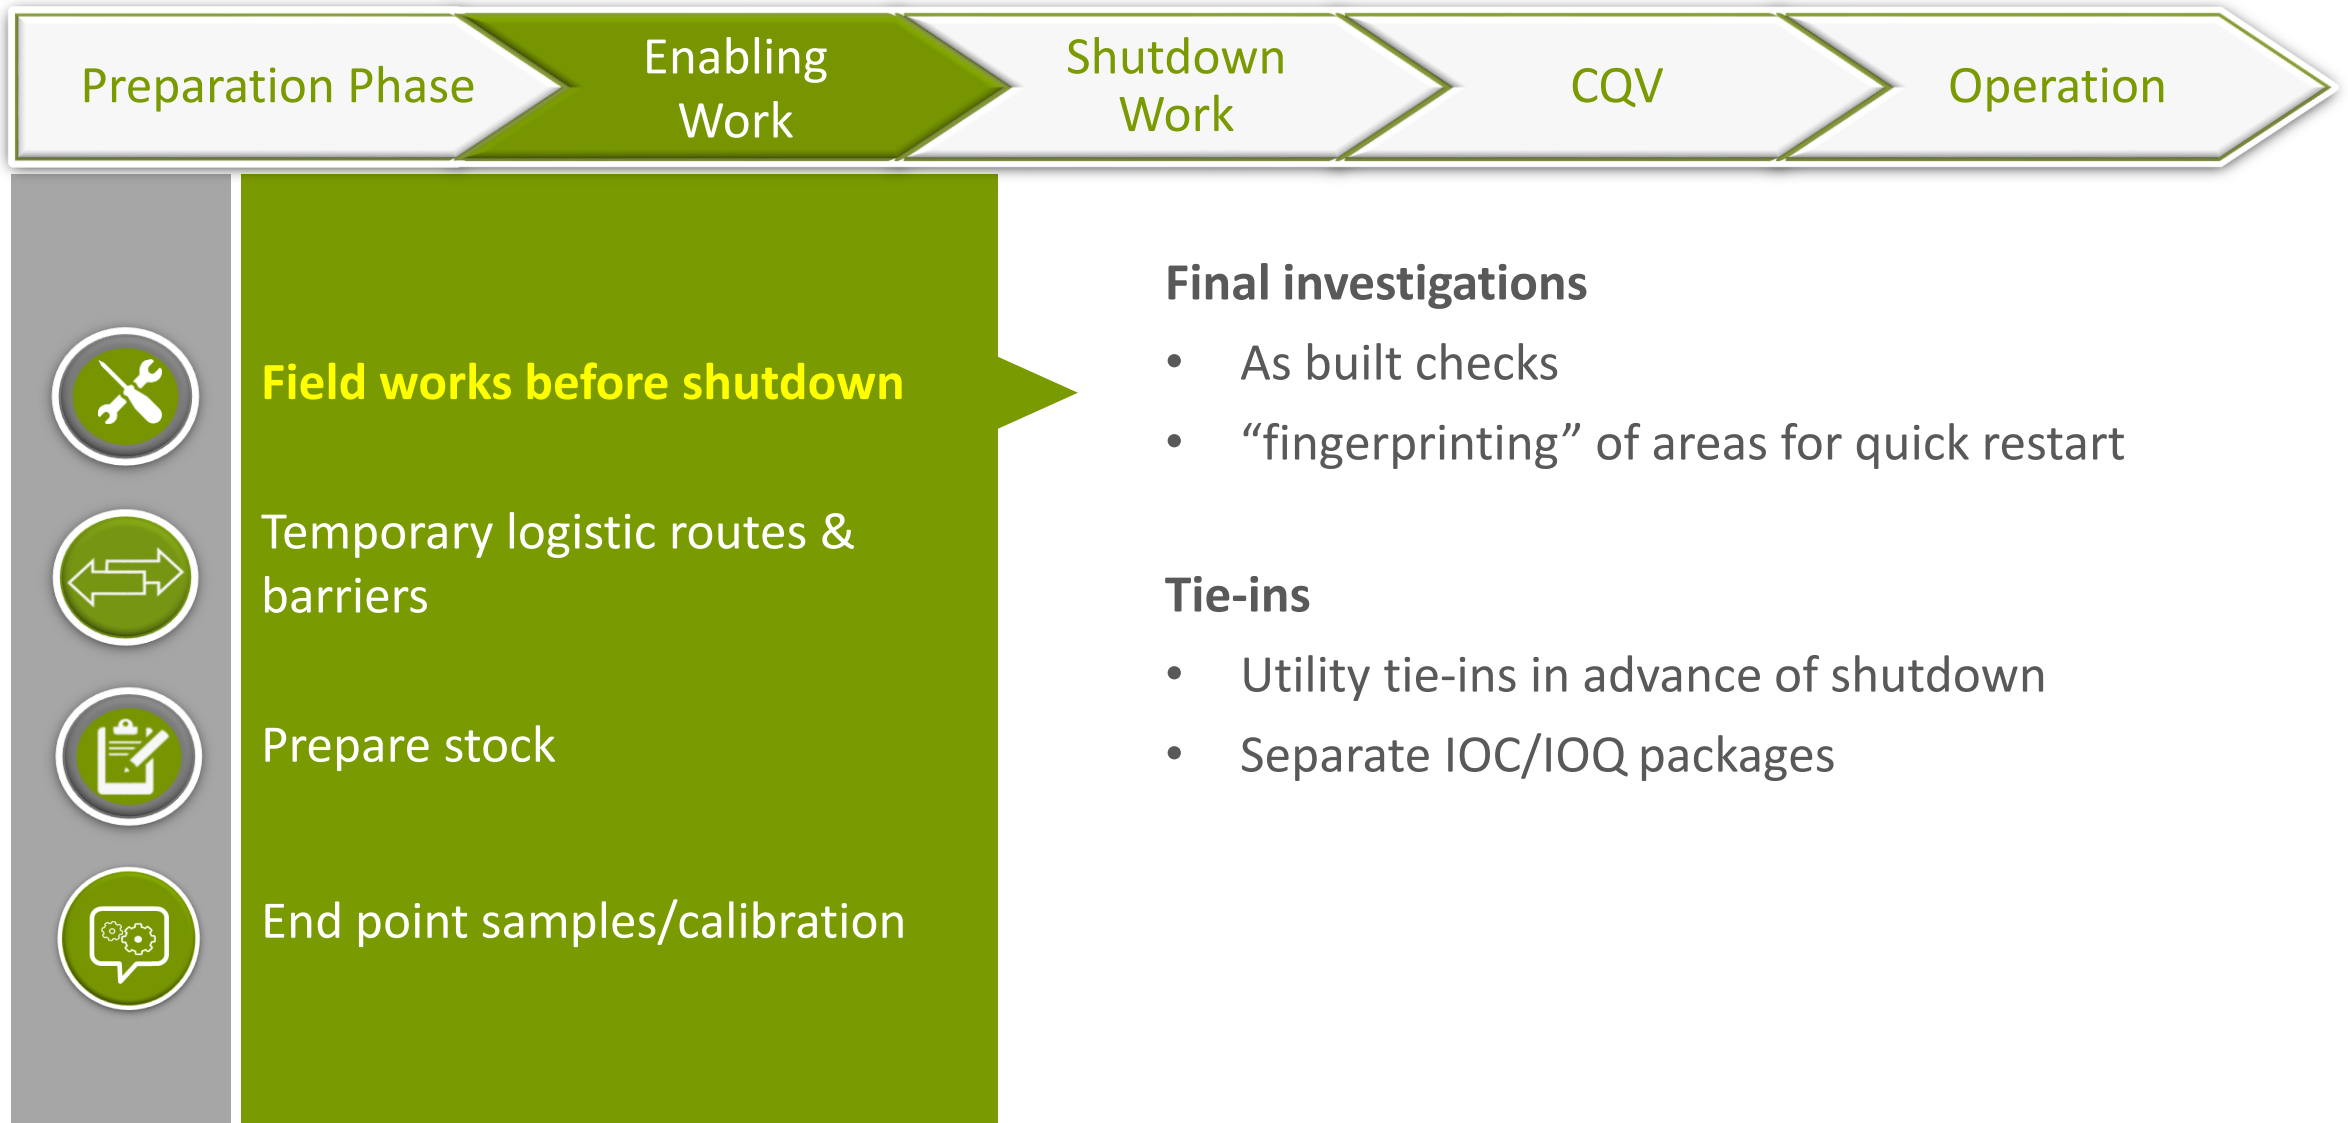 Preparation Phase
Enabling
Work
Shutdown
Work
CQV
Operation
Field works before shutdown
Temporary logistic routes &
barriers
Prepare stock
End point samples/calibration
Final investigations
• As built checks
• “fingerprinting” of areas for quick restart
Tie-ins
• Utility tie-ins in advance of shutdown
• Separate IOC/IOQ packages